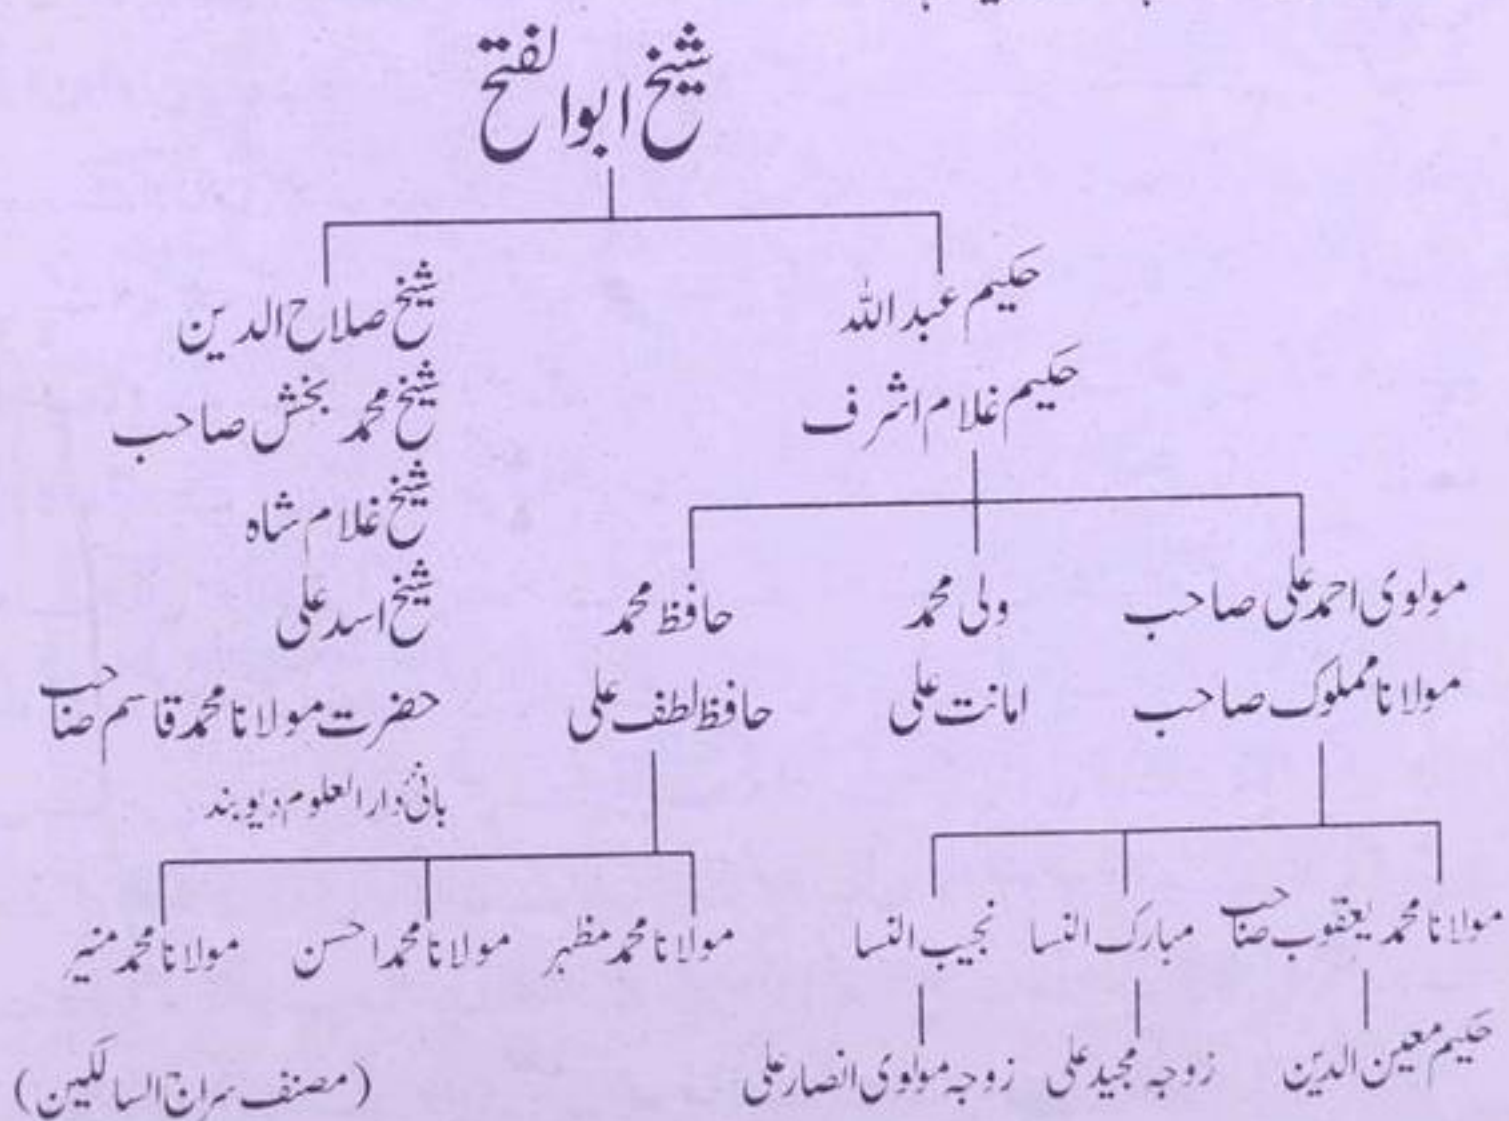 شیخ ابوالفتح
حکیم عبداللہ
شیخ صلاح الدین
حکیم غلام اشرف
شیخ محمد بخش صاحب
شیخ غلام شاہ
مولوی احمد علی صاحب ولی محمد حافظ محمد شیخ اسد علی
مولانا مملوک صاحب امانت علی حافظ لطف علی حضرت مولانا محمد قاسم صاحب
بانئ دارالعلوم دیوبند
مولانا محمد یعقوب صاحب مبارک النسا نجیب النسا مولانا محمد مظہر مولانا محمد احسن مولانا محمد منیر
حکیم معین الدین زوجہ مجید علی زوجہ مولوی انصار علی (مصنف سراج السالکین)